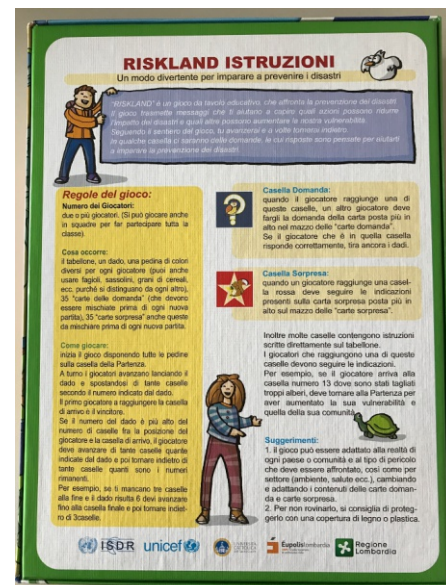 RISKLAND ISTRUZIONI
Un modo divertente per imparare a prevenire i disastri
"RISKLAND" è un gioco da tavolo educativo, che affronta la prevenzione dei disastri.
Il gioco trasmette messaggi che ti aiutano a capire quali azioni possono ridurre
l'impatto dei disastri e quali altre possono aumentare la nostra vulnerabilità.
Seguendo il sentiero del gioco, tu avanzerai e a volte tornerai indietro.
In qualche casella ci saranno delle domande, le cui risposte sono pensate per aiutarti
a imparare la prevenzione dei disastri.
Regole del gioco:
Numero dei Giocatori:
due o più giocatori. (Si può giocare anche
in squadre per far partecipare tutta la
classe).
Cosa occorre:
il tabellone, un dado, una pedina di colori
diversi per ogni giocatore (puoi anche
usare fagioli, sassolini, grani di cereali,
ecc. purché si distinguano da ogni altro),
35 "carte delle domanda" (che devono
essere mischiate prima di ogni nuova
partita), 35 "carte sorpresa" anche queste
da mischiare prima di ogni nuova partita.
Come giocare:
inizia il gioco disponendo tutte le pedine
sulla casella della Partenza.
A turno I giocatori avanzano lanciando il
dado e spostandosi di tante caselle
secondo il numero indicato dal dado.
Il primo giocatore a raggiungere la casella
di arrivo è il vincitore.
Se il numero del dado è più alto del
numero di caselle fra la posizione del
giocatore e la casella di arrivo, il giocatore
deve avanzare di tante caselle quante
indicate dal dado e poi tornare indietro di
tante caselle quanti sono i numeri
rimanenti.
Per esempio, se ti mancano tre caselle
alla fine e il dado risulta 6 devi avanzare
fino alla casella finale e poi tornare indiet-
ro di 3caselle.
Casella Domanda:
quando il giocatore raggiunge una di
queste caselle, un altro giocatore deve
fargli la domanda della carta posta più in
alto nel mazzo delle "carte domanda".
Se il giocatore che è in quella casella
risponde correttamente, tira ancora i dadi.
Casella Sorpresa:
quando un giocatore raggiunge una casel-
la rossa deve seguire le indicazioni
presenti sulla carta sorpresa posta più in
alto sul mazzo delle "carte sorpresa".
Inoltre molte caselle contengono istruzioni
scritte direttamente sul tabellone.
I giocatori che raggiungono una di queste
caselle devono seguire le indicazioni.
Per esempio, se il giocatore arriva alla
casella numero 13 dove sono stati tagliati
troppi alberi, deve tornare alla Partenza per
aver aumentato la sua vulnerabilità e
quella della sua comunità.
Suggerimenti:
1. Il gioco può essere adattato alla realtà di
ogni paese o comunità e al tipo di pericolo
che deve essere affrontato, così come per
settore (ambiente, salute ecc.), cambiando
e adattando i contenuti delle carte doman-
da e carte sorpresa.
2. Per non rovinarlo, si consiglia di proteg-
gerlo con una copertura di legno o plastica.
ISDR unicef Éupolislombardia Regione
Lombardia